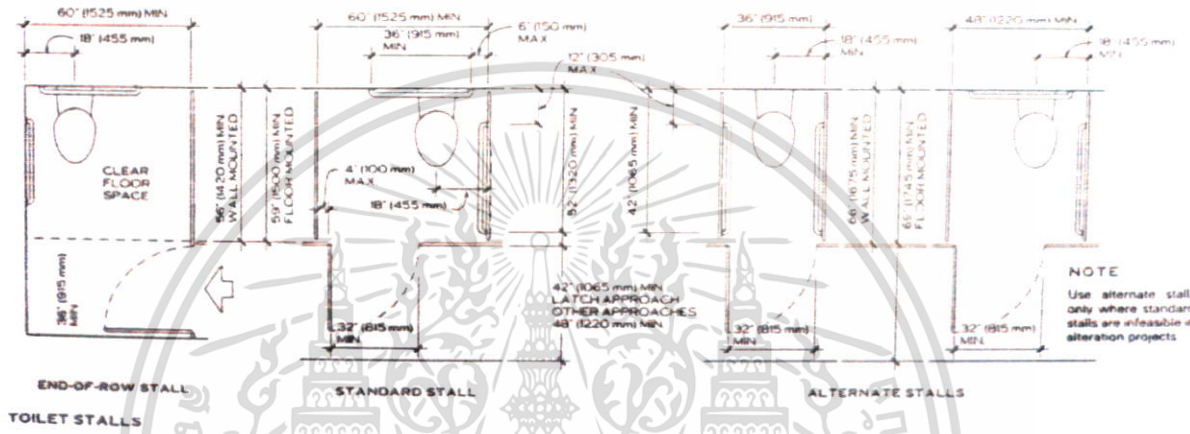 60" (1525 mm) MIN
18" (455 mm)
CLEAR
FLOOR
SPACE
36" (915 mm)
MIN
END-OF-ROW STALL
TOILET STALLS
56" (1420 mm) MIN
WALL MOUNTED
59" (1500 mm) MIN
FLOOR MOUNTED
60" (1525 mm) MIN
36" (915 mm)
MIN
6" (150 mm)
MAX
4" (100 mm)
MAX
18" (455 mm)
32" (815 mm)
MIN
STANDARD STALL
12" (305 mm)
MAX
52" (1320 mm) MIN
42" (1065 mm) MIN
42" (1065 mm) MIN
LATCH APPROACH
OTHER APPROACHES
48" (1220 mm) MIN
36" (915 mm)
MIN
18" (455 mm)
66" (1675 mm) MIN
WALL MOUNTED
FLOOR MOUNTED
32" (815 mm)
MIN
48" (1220 mm) MIN
18" (455 mm)
32" (815 mm)
MIN
ALTERNATE STALLS
NOTE
Use alternate stall
only where standard
stalls are infeasible i
alteration projects